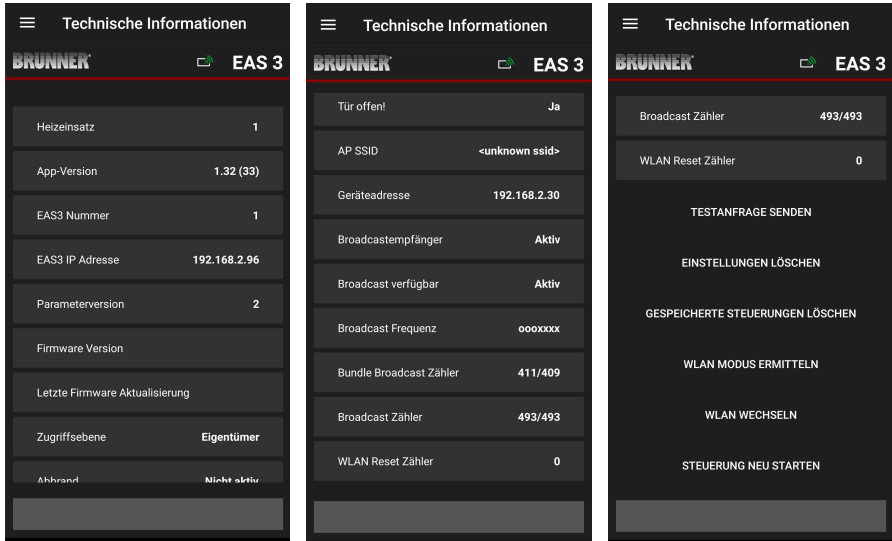 Technische Informationen
BRUNNER EAS 3
Heizeinsatz 1
App-Version 1.32 (33)
EAS3 Nummer 1
EAS3 IP Adresse 192.168.2.96
Parameterversion 2
Firmware Version
Letzte Firmware Aktualisierung
Zugriffsebene Eigentümer
Abbrand Nicht aktiv
Technische Informationen
BRUNNER EAS 3
Tür offen! Ja
AP SSID <unknown ssid>
Geräteadresse 192.168.2.30
Broadcastempfänger Aktiv
Broadcast verfügbar Aktiv
Broadcast Frequenz oooxxxx
Bundle Broadcast Zähler 411/409
Broadcast Zähler 493/493
WLAN Reset Zähler 0
Technische Informationen
BRUNNER EAS 3
Broadcast Zähler 493/493
WLAN Reset Zähler 0
TESTANFRAGE SENDEN
EINSTELLUNGEN LÖSCHEN
GESPEICHERTE STEUERUNGEN LÖSCHEN
WLAN MODUS ERMITTELN
WLAN WECHSELN
STEUERUNG NEU STARTEN